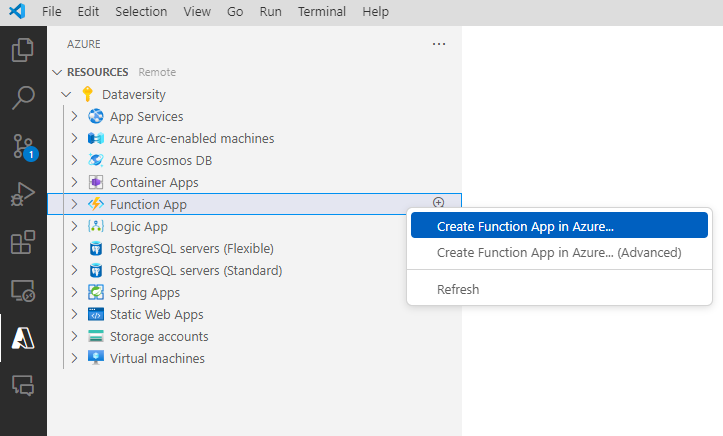 File Edit Selection View Go Run Terminal Help
AZURE
RESOURCES Remote
Dataversity
App Services
Azure Arc-enabled machines
1
Azure Cosmos DB
Container Apps
Function App
Create Function App in Azure...
Logic App
Create Function App in Azure... (Advanced)
PostgreSQL servers (Flexible)
PostgreSQL servers (Standard)
Refresh
Spring Apps
Static Web Apps
Storage accounts
Virtual machines